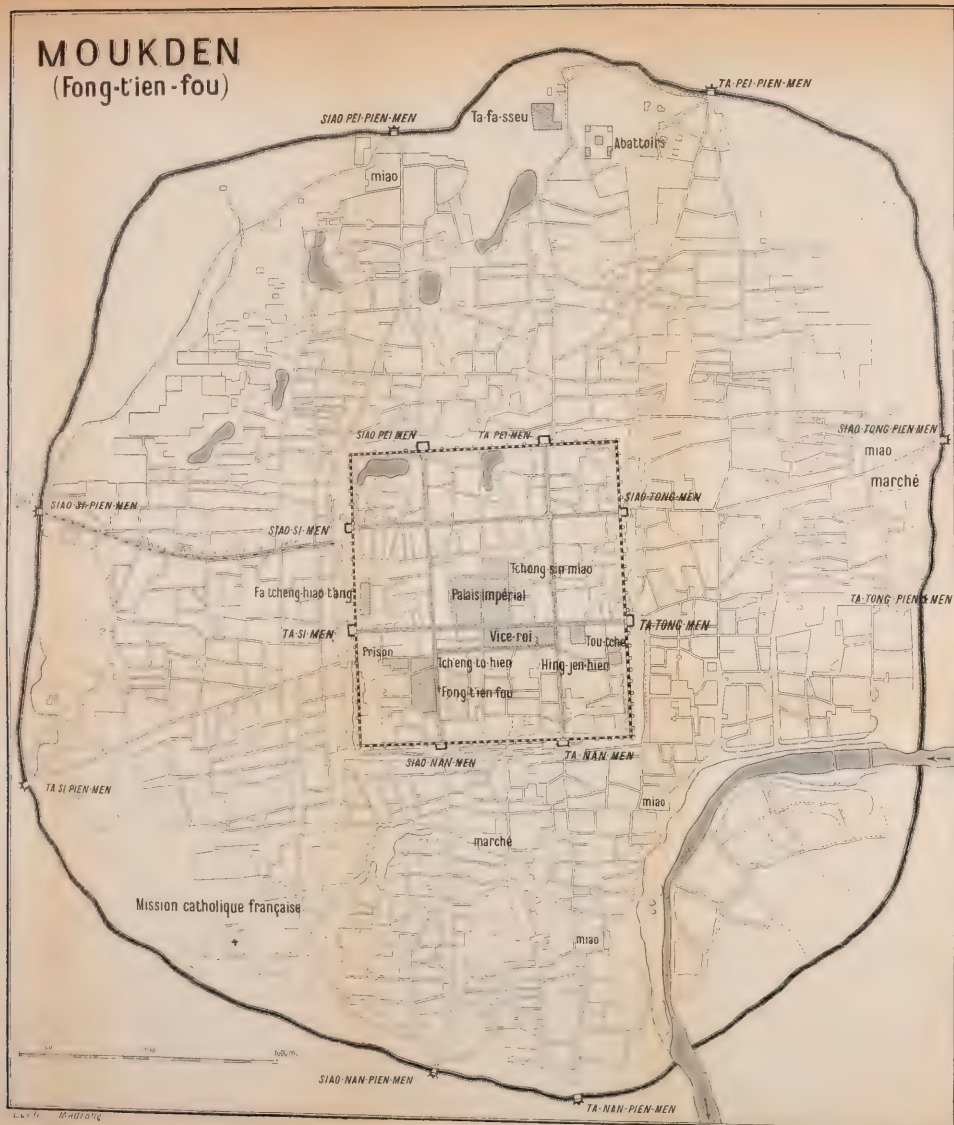 MOUKDEN
(Fong-t'ien-fou)
TA·PEI·PIEN·MEN
SIAO PEI·PIEN·MEN
Ta·fa·sseu
Abattoirs
miao
SIAO PEI MEN
TA PEI·MEN
SIAO·TONG·PIEN·MEN
miao
marché
SIAO·SI·PIEN·MEN
SIAO·TONG·MEN
SIAO·SI·MEN
Tchong·sin·miao
Fa tcheng·hiao·t'ang
Palais Impérial
TA·TONG·PIEN·MEN
TA·SI·MEN
Vice-roi
Tou·tche
TA·TONG·MEN
Prison
Tch'eng·to·hien
Hing·jen·hien
Fong·t'ien·fou
SIAO·NAN·MEN
TA·NAN·MEN
TA SI PIEN·MEN
miao
marché
Mission catholique française
miao
SIAO·NAN·PIEN·MEN
TA·NAN·PIEN·MEN
Madrolle